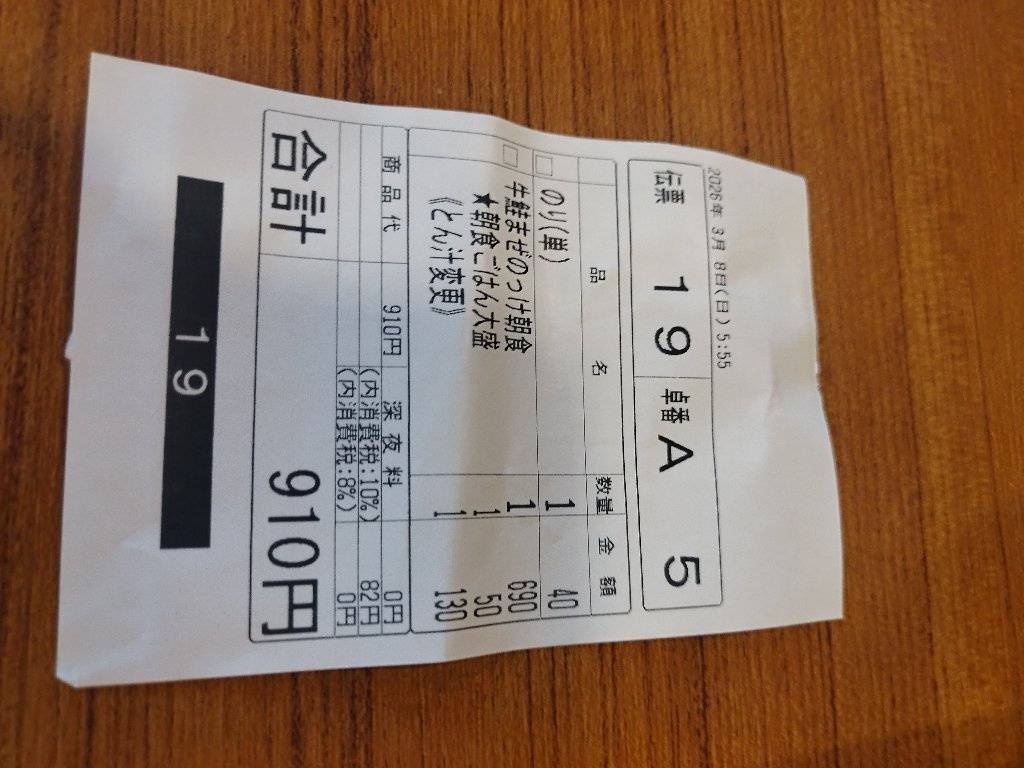 2026年 3月 8日(日) 5:55
伝票 19 卓番 A 5
品 名 数量 金 額
のり(単) 1 40
牛鮭まぜのっけ朝食 1 690
★朝食ごはん大盛 1 50
《とん汁変更》 1 130
商 品 代 910円 深 夜 料 0円
(内消費税:10%) 82円
(内消費税:8%) 0円
合計 910円
19